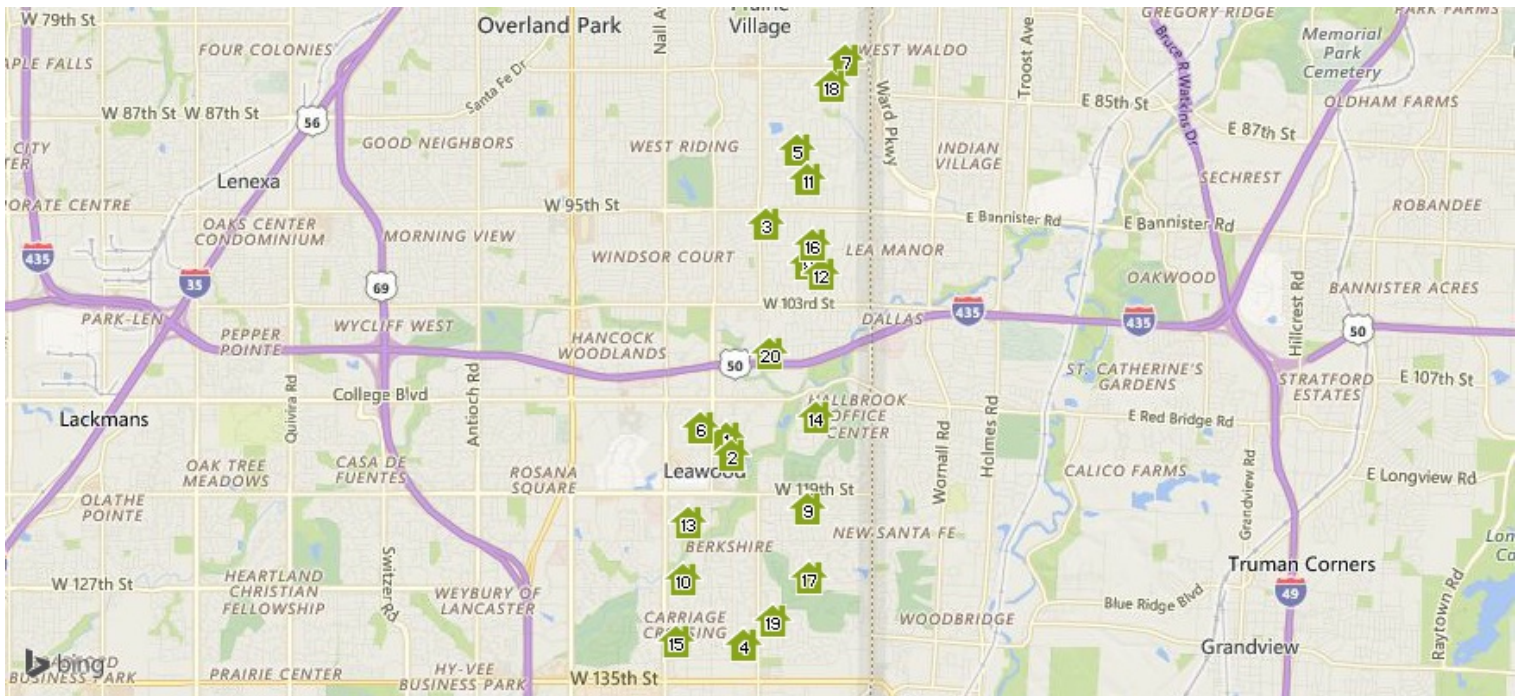 W 79th St
Overland Park
Prairie
Village
Nall Av
GREGORY RIDGE
PARK FARMS
FOUR COLONIES
WEST WALDO
Memorial
Park
Cemetery
APLE FALLS
7
Troost Ave
Bruce R Watkins Dr
18
Santa Fe Dr
W 87th St
W 87th St
56
Ward Pkwy
E 85th St
OLDHAM FARMS
E 87th St
CITY
GOOD NEIGHBORS
WEST RIDING
5
INDIAN
VILLAGE
Lenexa
11
SECHREST
ORATE CENTRE
W 95th St
ROBANDEE
OAKS CENTER
CONDOMINIUM
MORNING VIEW
3
E Bannister Rd
E Bannister Rd
435
WINDSOR COURT
16
LEA MANOR
12
OAKWOOD
35
69
W 103rd St
435
435
Hillcrest Rd
BANNISTER ACRES
PARK-LEN
PEPPER
POINTE
WYCLIFF WEST
HANCOCK
WOODLANDS
DALLAS
50
20
50
ST. CATHERINE'S
GARDENS
STRATFORD
ESTATES
E 107th St
Quivira Rd
College Blvd
Antioch Rd
HALLBROOK
OFFICE
CENTER
14
Lackmans
6
1
2
Leawood
E Red Bridge Rd
Wornall Rd
Holmes Rd
OAK TREE
MEADOWS
CASA DE
FUENTES
ROSANA
SQUARE
CALICO FARMS
Grandview Rd
E Longview Rd
W 119th St
OLATHE
POINTE
9
13
BERKSHIRE
NEW SANTA FE
Switzer Rd
W 127th St
HEARTLAND
CHRISTIAN
FELLOWSHIP
WEYBURY OF
LANCASTER
10
17
Truman Corners
49
Blue Ridge Blvd
Raytown Rd
CARRIAGE
CROSSING
19
WOODBRIDGE
15
4
Grandview
bing
BUSINESS PARK
PRAIRIE CENTER
HY-VEE
BUSINESS PARK
W 135th St